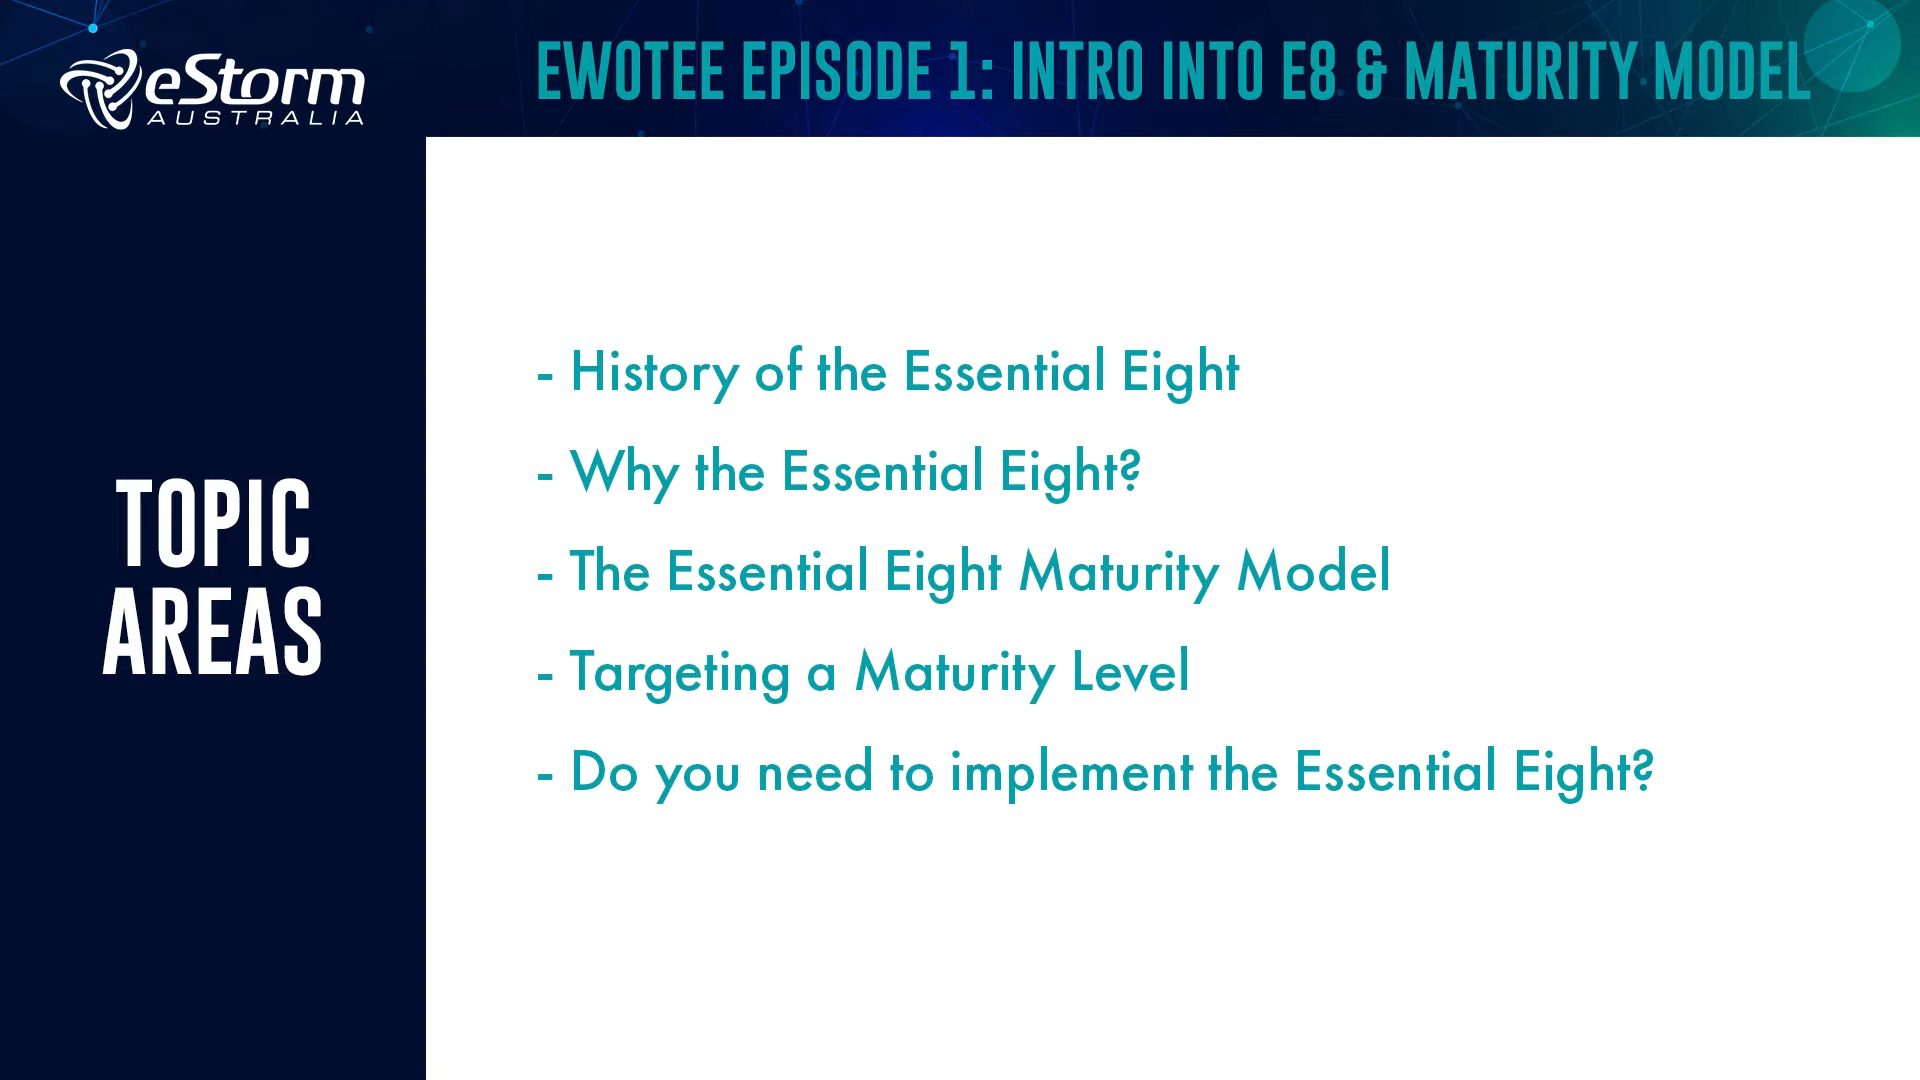 eStorm
AUSTRALIA
EWOTEE EPISODE 1: INTRO INTO E8 & MATURITY MODEL
TOPIC
AREAS
- History of the Essential Eight
- Why the Essential Eight?
- The Essential Eight Maturity Model
- Targeting a Maturity Level
- Do you need to implement the Essential Eight?